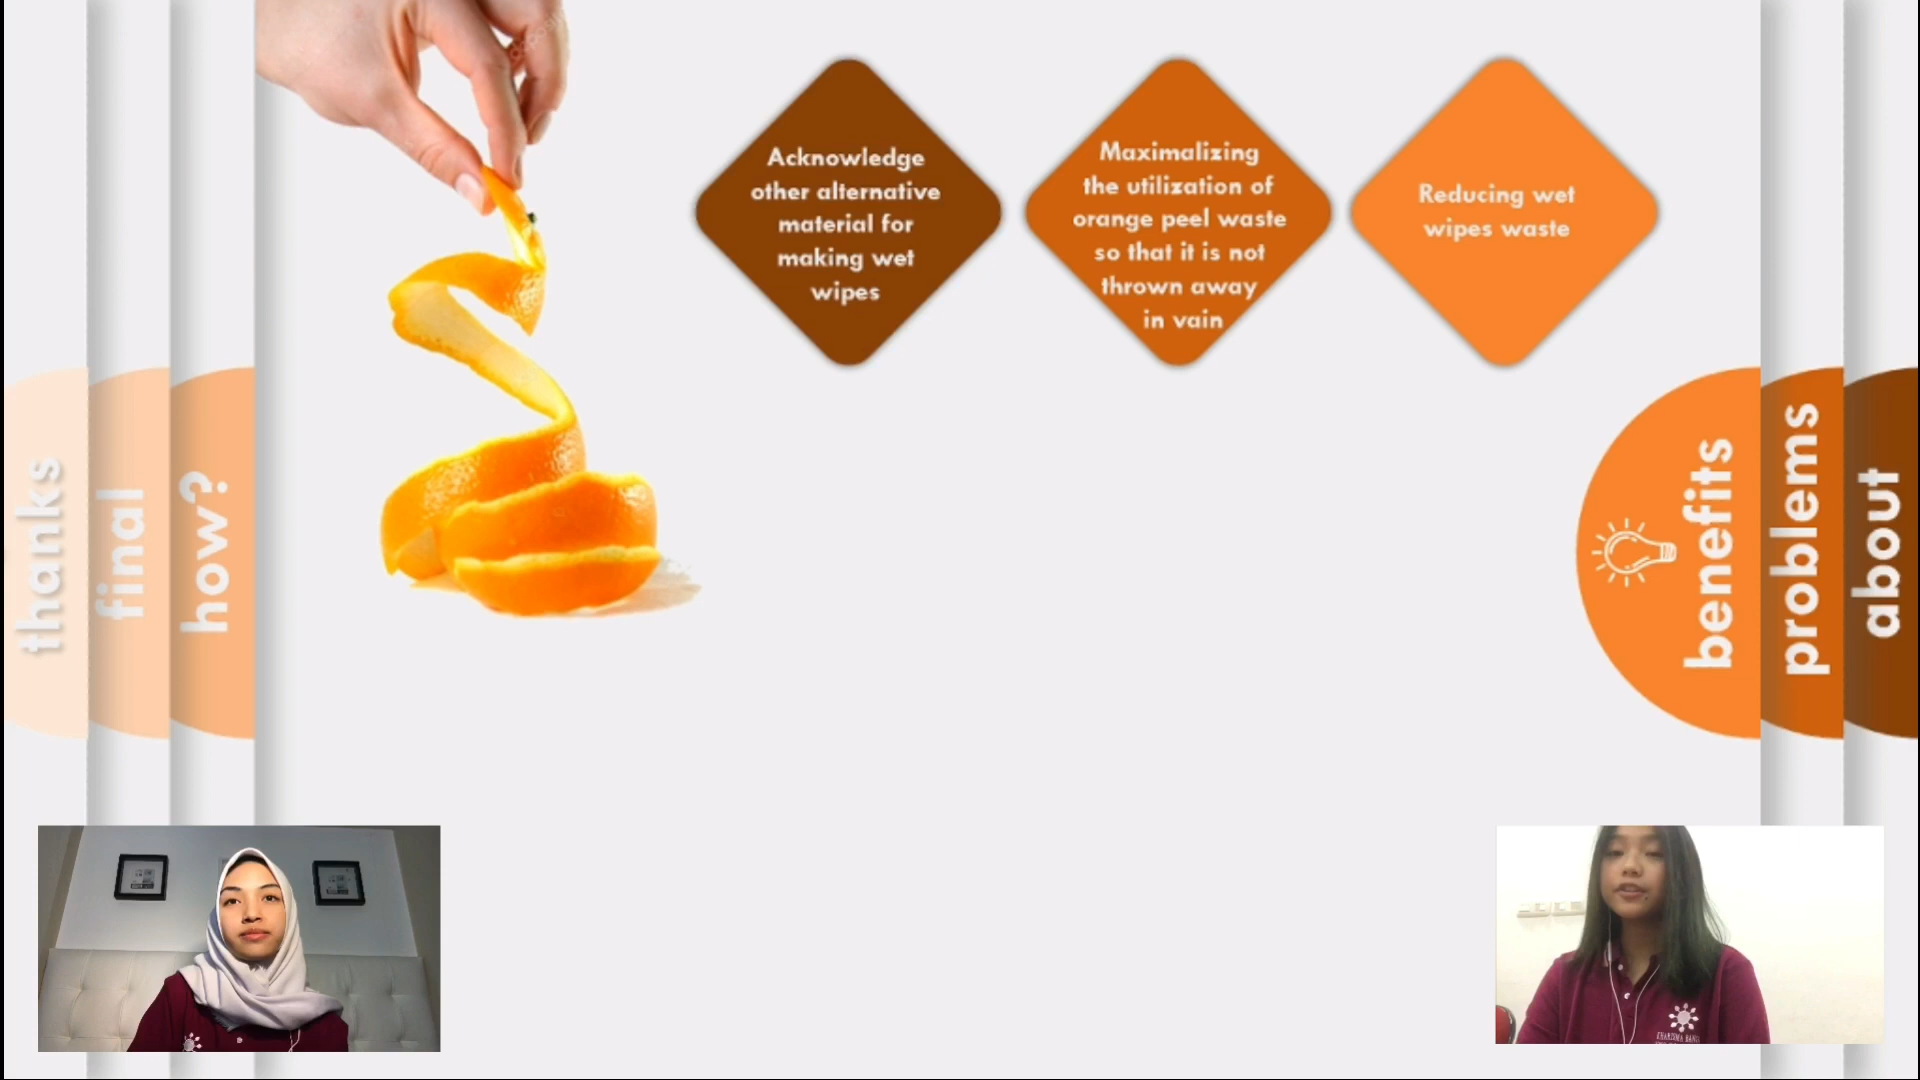 Acknowledge
other alternative
material for
making wet
wipes
Maximalizing
the utilization of
orange peel waste
so that it is not
thrown away
in vain
Reducing wet
wipes waste
thanks
final
how?
benefits
problems
about
KHARISMA